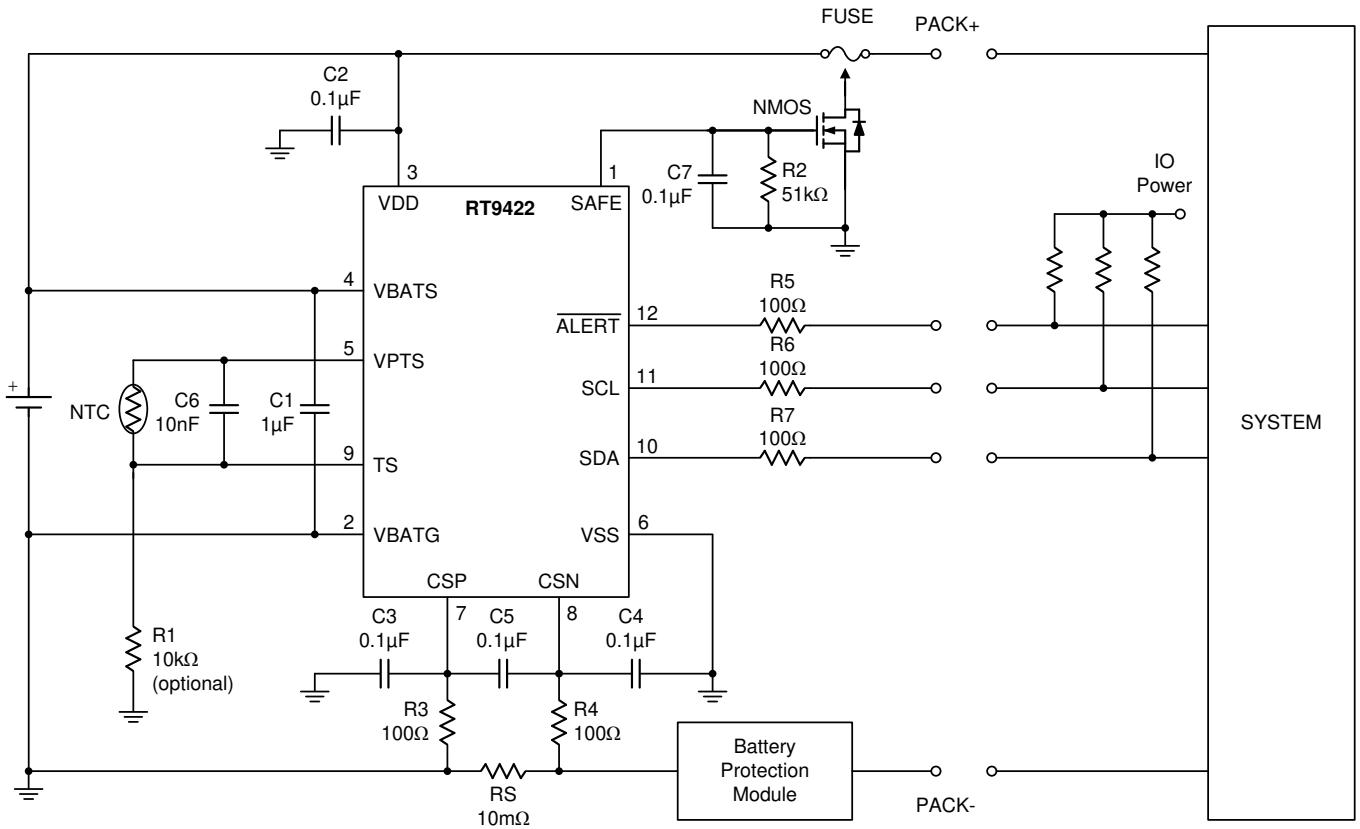 FUSE
PACK+
C2
0.1µF
NMOS
3
1
C7
0.1µF
R2
51kΩ
IO
Power
VDD
RT9422
SAFE
4
VBATS
R5
100Ω
ALERT
12
5
VPTS
R6
100Ω
+
NTC
C6
10nF
C1
1µF
SCL
11
R7
100Ω
SYSTEM
9
TS
SDA
10
2
VBATG
VSS
6
CSP
CSN
7
8
C3
0.1µF
C5
0.1µF
C4
0.1µF
R1
10kΩ
(optional)
R3
100Ω
R4
100Ω
Battery
Protection
Module
RS
10mΩ
PACK-